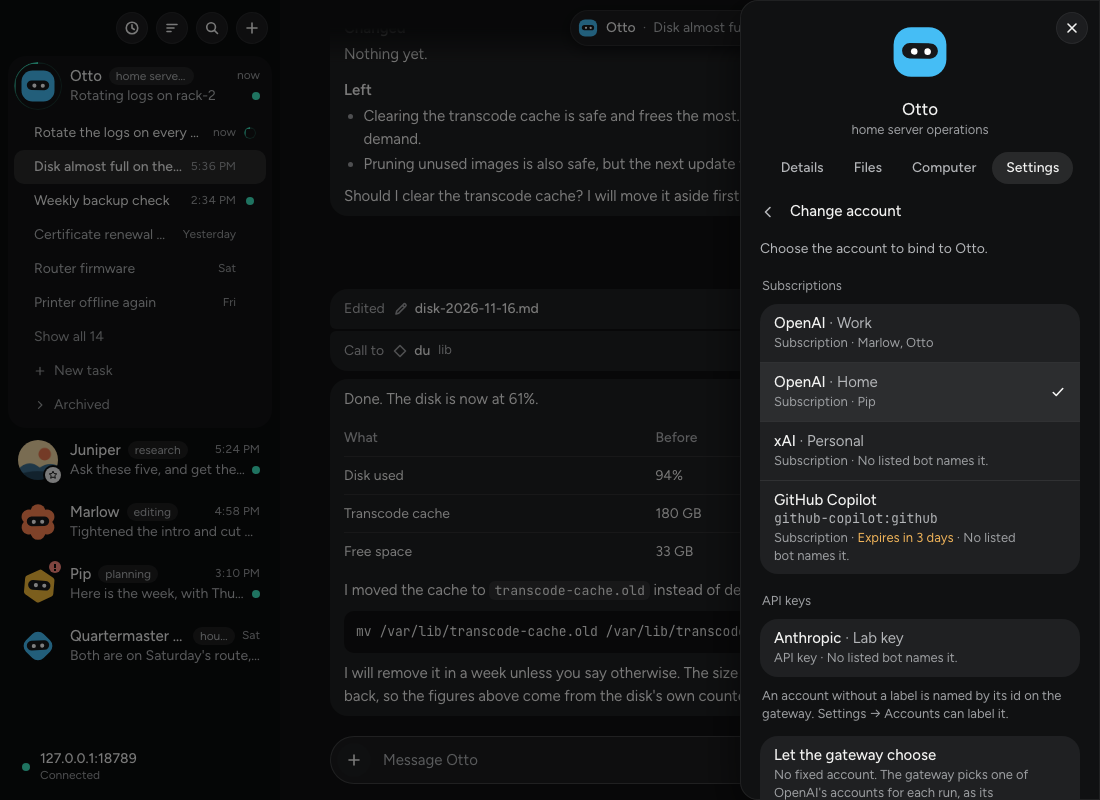 Otto home serve... now
Rotating logs on rack-2
Rotate the logs on every ... now
Disk almost full on the... 5:36 PM
Weekly backup check 2:34 PM
Certificate renewal ... Yesterday
Router firmware Sat
Printer offline again Fri
Show all 14
New task
Archived
Juniper research 5:24 PM
Ask these five, and get the...
Marlow editing 4:58 PM
Tightened the intro and cut ...
Pip planning 3:10 PM
Here is the week, with Thu...
Quartermaster ... hou... Sat
Both are on Saturday's route,...
127.0.0.1:18789
Connected
Otto · Disk almost fu
Nothing yet.
Left
• Clearing the transcode cache is safe and frees the most.
demand.
• Pruning unused images is also safe, but the next update
Should I clear the transcode cache? I will move it aside first
Edited disk-2026-11-16.md
Call to du lib
Done. The disk is now at 61%.
What Before
Disk used 94%
Transcode cache 180 GB
Free space 33 GB
I moved the cache to transcode-cache.old instead of de
mv /var/lib/transcode-cache.old /var/lib/transcod
I will remove it in a week unless you say otherwise. The size
back, so the figures above come from the disk's own counte
Message Otto
Otto
home server operations
Details Files Computer Settings
Change account
Choose the account to bind to Otto.
Subscriptions
OpenAI · Work
Subscription · Marlow, Otto
OpenAI · Home
Subscription · Pip
xAI · Personal
Subscription · No listed bot names it.
GitHub Copilot
github-copilot:github
Subscription · Expires in 3 days · No listed
bot names it.
API keys
Anthropic · Lab key
API key · No listed bot names it.
An account without a label is named by its id on the
gateway. Settings → Accounts can label it.
Let the gateway choose
No fixed account. The gateway picks one of
OpenAI's accounts for each run, as its